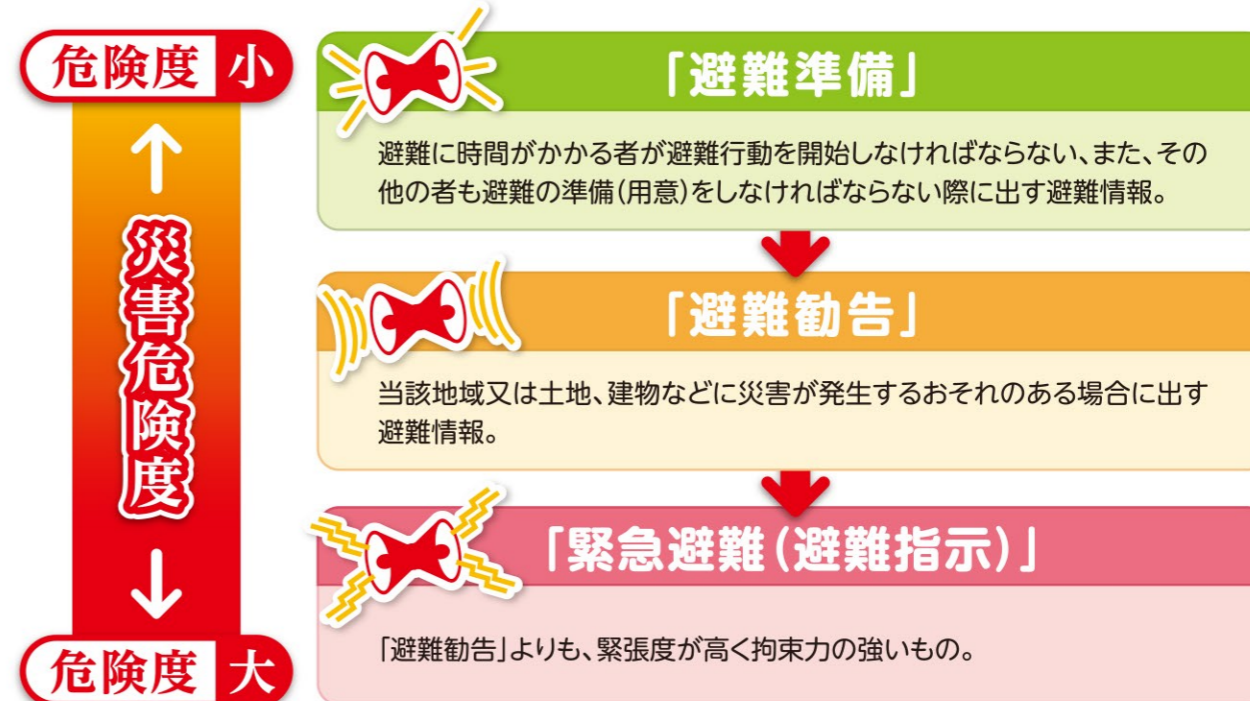 危険度 小
災害危険度
危険度 大
「避難準備」
避難に時間がかかる者が避難行動を開始しなければならない、また、その
他の者も避難の準備(用意)をしなければならない際に出す避難情報。
「避難勧告」
当該地域又は土地、建物などに災害が発生するおそれのある場合に出す
避難情報。
「緊急避難(避難指示)」
「避難勧告」よりも、緊張度が高く拘束力の強いもの。